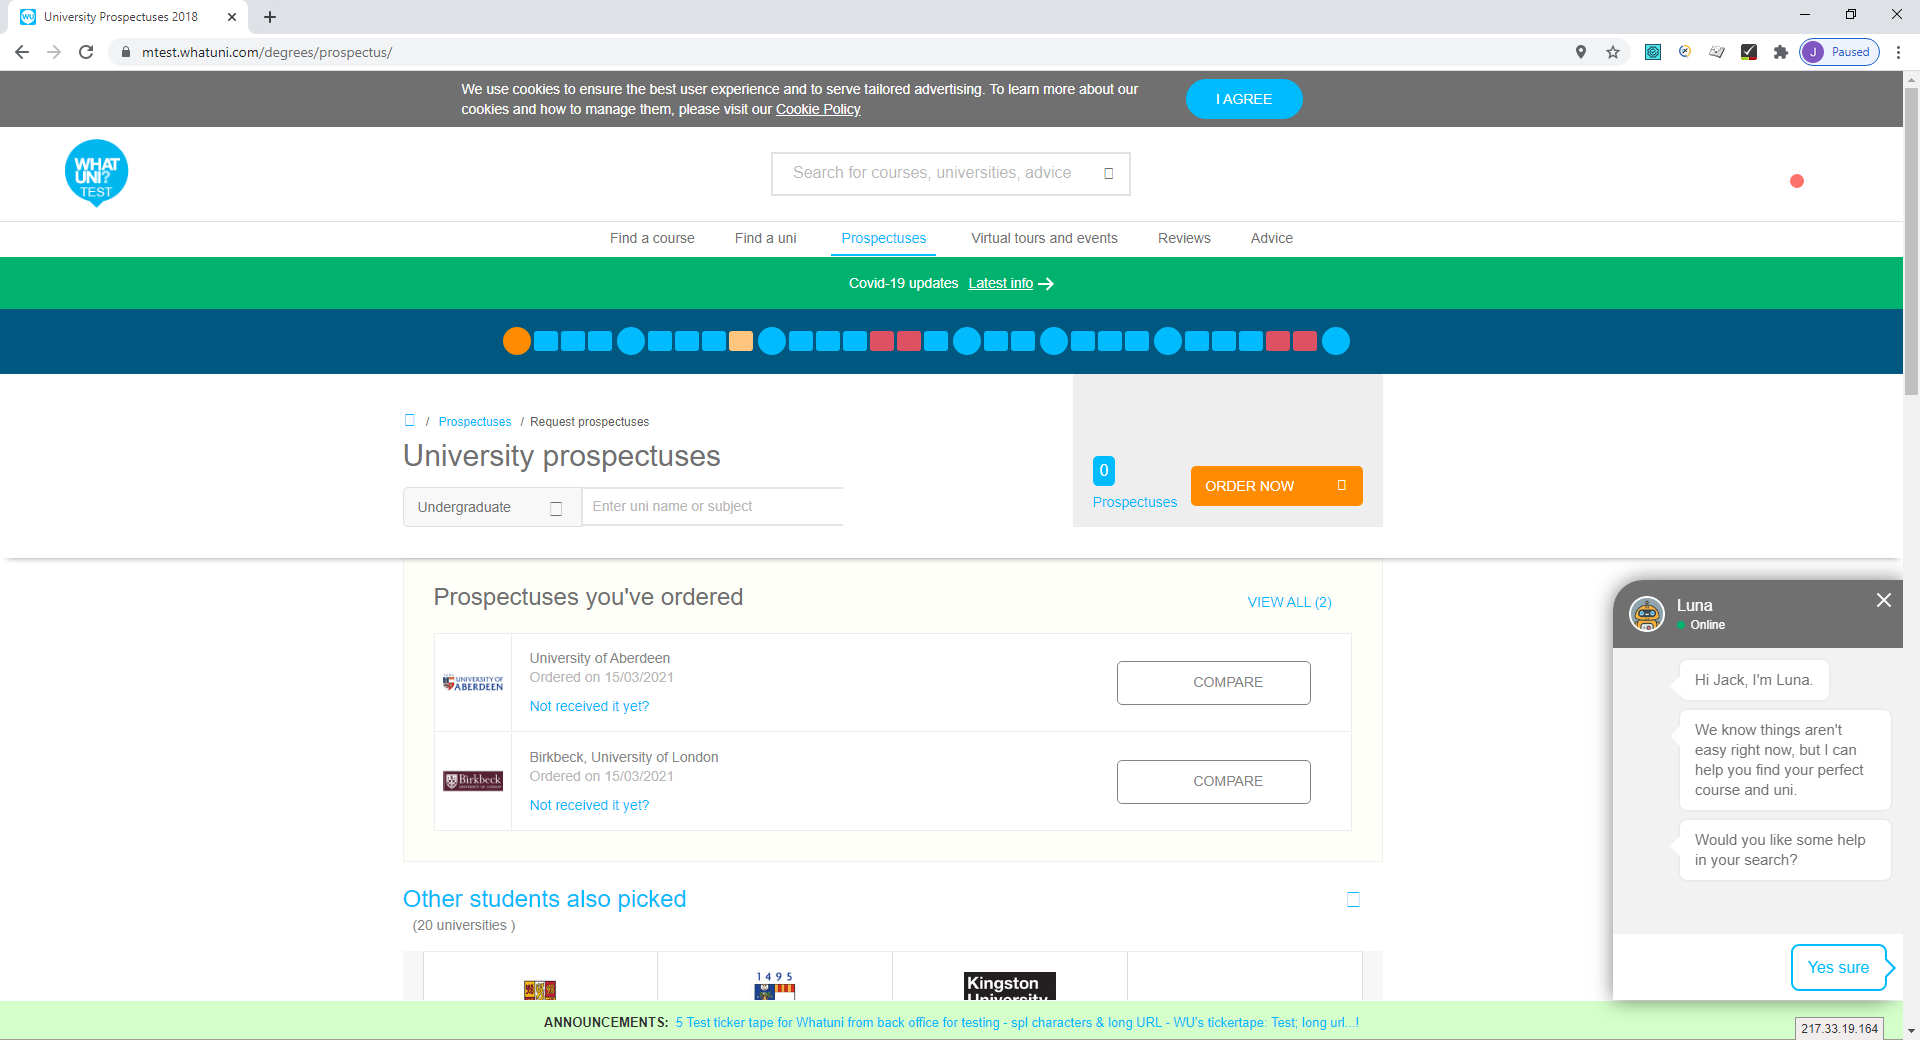 University Prospectuses 2018
mtest.whatuni.com/degrees/prospectus/
J Paused
We use cookies to ensure the best user experience and to serve tailored advertising. To learn more about our
cookies and how to manage them, please visit our Cookie Policy
I AGREE
WHAT
UNI?
TEST
Search for courses, universities, advice
Find a course
Find a uni
Prospectuses
Virtual tours and events
Reviews
Advice
Covid-19 updates Latest info
/ Prospectuses / Request prospectuses
University prospectuses
Undergraduate
Enter uni name or subject
0
Prospectuses
ORDER NOW
Prospectuses you've ordered
VIEW ALL (2)
UNIVERSITY OF
ABERDEEN
University of Aberdeen
Ordered on 15/03/2021
Not received it yet?
COMPARE
Birkbeck
UNIVERSITY OF LONDON
Birkbeck, University of London
Ordered on 15/03/2021
Not received it yet?
COMPARE
Other students also picked
(20 universities )
1495
Kingston
University
Luna
Online
Hi Jack, I'm Luna.
We know things aren't
easy right now, but I can
help you find your perfect
course and uni.
Would you like some help
in your search?
Yes sure
ANNOUNCEMENTS: 5 Test ticker tape for Whatuni from back office for testing - spl characters & long URL - WU's tickertape: Test; long url...!
217.33.19.164